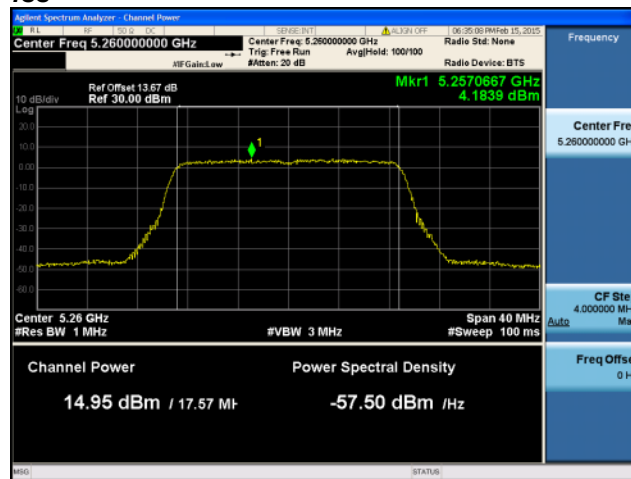 Agilent Spectrum Analyzer - Channel Power
RL RF 50 Ω DC SENSE:INT ALIGN OFF 06:35:08 PM Feb 15, 2015
Center Freq 5.260000000 GHz
Center Freq: 5.260000000 GHz
Radio Std: None
Frequency
Trig: Free Run Avg|Hold: 100/100
#IFGain:Low
#Atten: 20 dB
Radio Device: BTS
Mkr1 5.2570667 GHz
4.1839 dBm
Ref Offset 13.67 dB
10 dB/div Ref 30.00 dBm
Log
20.0
10.0
0.00
-10.0
-20.0
-30.0
-40.0
-50.0
-60.0
1
Center Fre
5.260000000 GH
Center 5.26 GHz
Span 40 MHz
#Res BW 1 MHz
#VBW 3 MHz
#Sweep 100 ms
CF Ste
4.000000 MH
Auto Ma
Channel Power
Power Spectral Density
14.95 dBm / 17.57 MH
-57.50 dBm /Hz
Freq Offse
0 H
MSG
STATUS